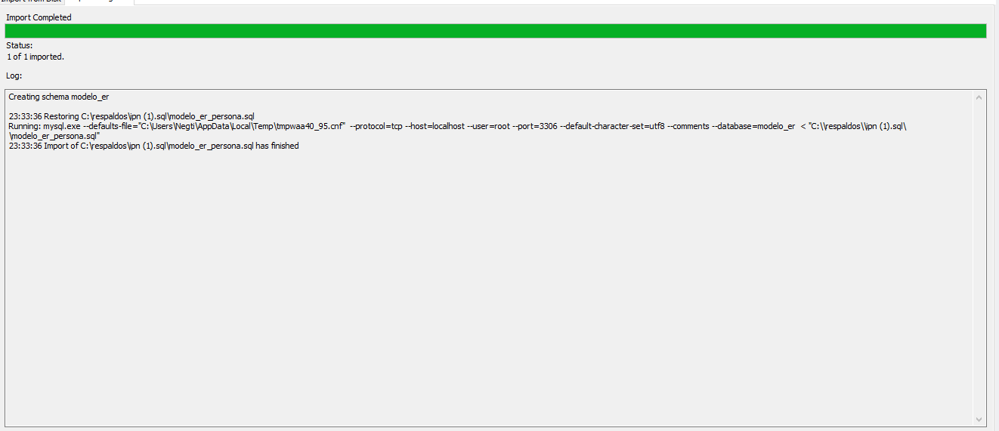 Import from Disk
Import Completed
Status:
1 of 1 imported.
Log:
Creating schema modelo_er
23:33:36 Restoring C:\respaldos\ipn (1).sql\modelo_er_persona.sql
Running: mysql.exe --defaults-file="C:\Users\Negti\AppData\Local\Temp\tmpwaa40_95.cnf"  --protocol=tcp --host=localhost --user=root --port=3306 --default-character-set=utf8 --comments --database=modelo_er  < "C:\\respaldos\\ipn (1).sql\
\modelo_er_persona.sql"
23:33:36 Import of C:\respaldos\ipn (1).sql\modelo_er_persona.sql has finished